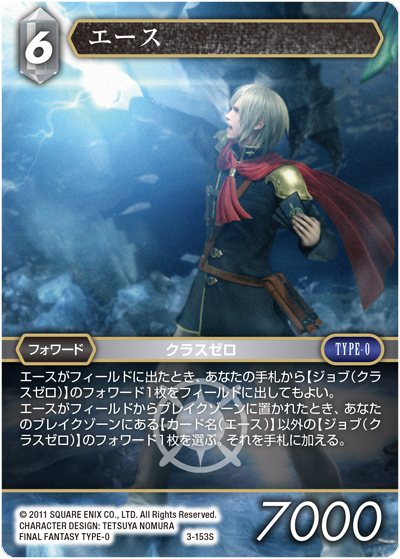 6
エース
フォワード
クラスゼロ
TYPE-0
エースがフィールドに出たとき、あなたの手札から【ジョブ(クラ
スゼロ)】のフォワード1枚をフィールドに出してもよい。
エースがフィールドからブレイクゾーンに置かれたとき、あなた
のブレイクゾーンにある【カード名(エース)】以外の【ジョブ(ク
ラスゼロ)】のフォワード1枚を選ぶ。それを手札に加える。
© 2011 SQUARE ENIX CO., LTD. All Rights Reserved.
CHARACTER DESIGN: TETSUYA NOMURA
FINAL FANTASY TYPE-0
3-153S
7000